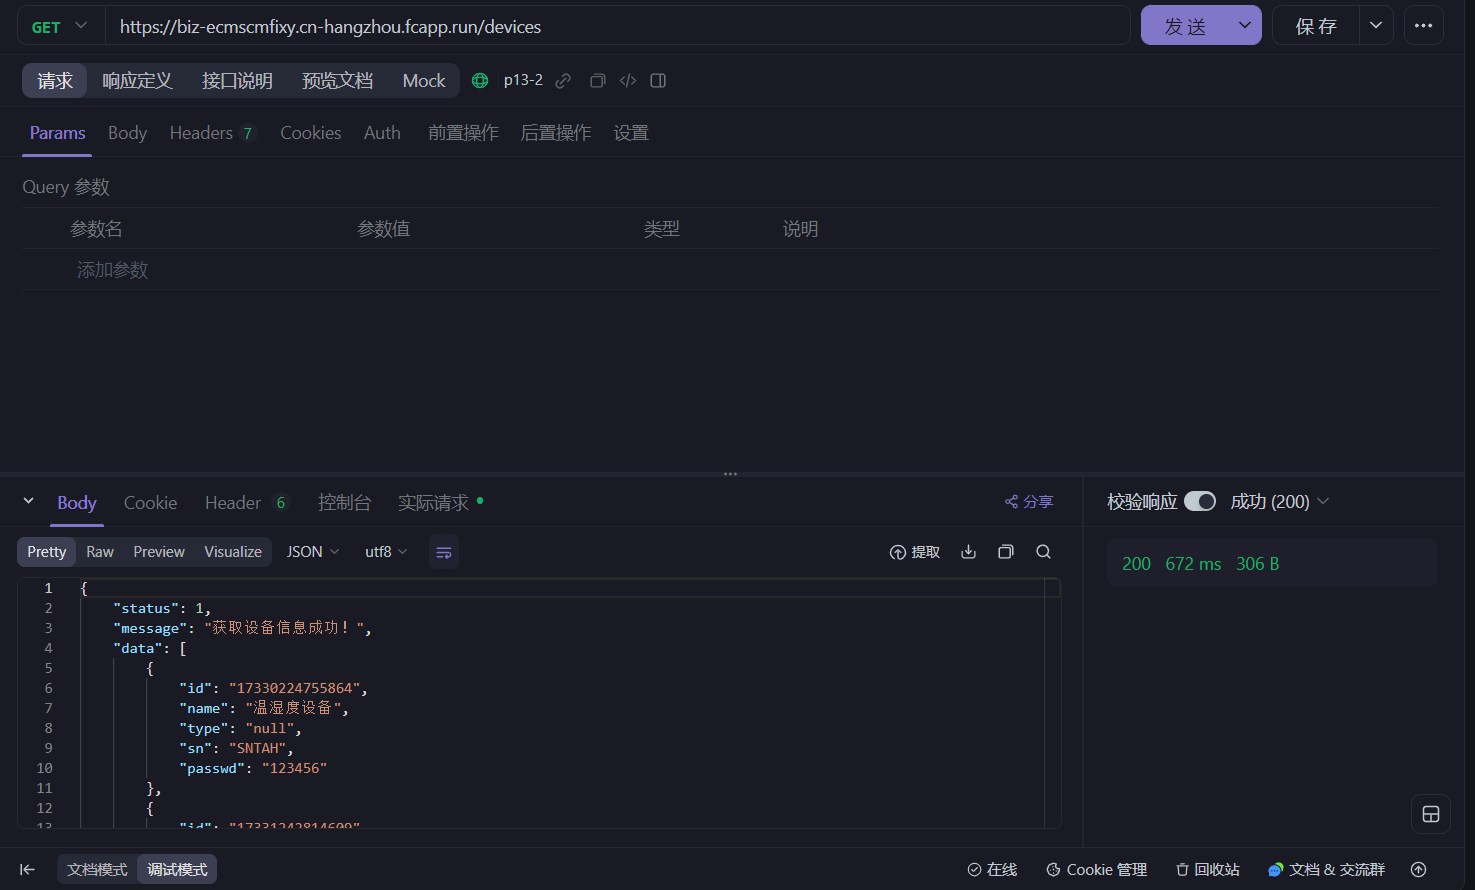 GET https://biz-ecmscmfixy.cn-hangzhou.fcapp.run/devices 发 送 保 存
请求 响应定义 接口说明 预览文档 Mock p13-2
Params Body Headers 7 Cookies Auth 前置操作 后置操作 设置
Query 参数
参数名 参数值 类型 说明
添加参数
Body Cookie Header 6 控制台 实际请求 分享 校验响应 成功 (200)
Pretty Raw Preview Visualize JSON utf8 提取
200 672 ms 306 B
1 {
2 "status": 1,
3 "message": "获取设备信息成功！",
4 "data": [
5 {
6 "id": "17330224755864",
7 "name": "温湿度设备",
8 "type": "null",
9 "sn": "SNTAH",
10 "passwd": "123456"
11 },
12 {
13 "id": "17331242814609"
文档模式 调试模式 在线 Cookie 管理 回收站 文档 & 交流群